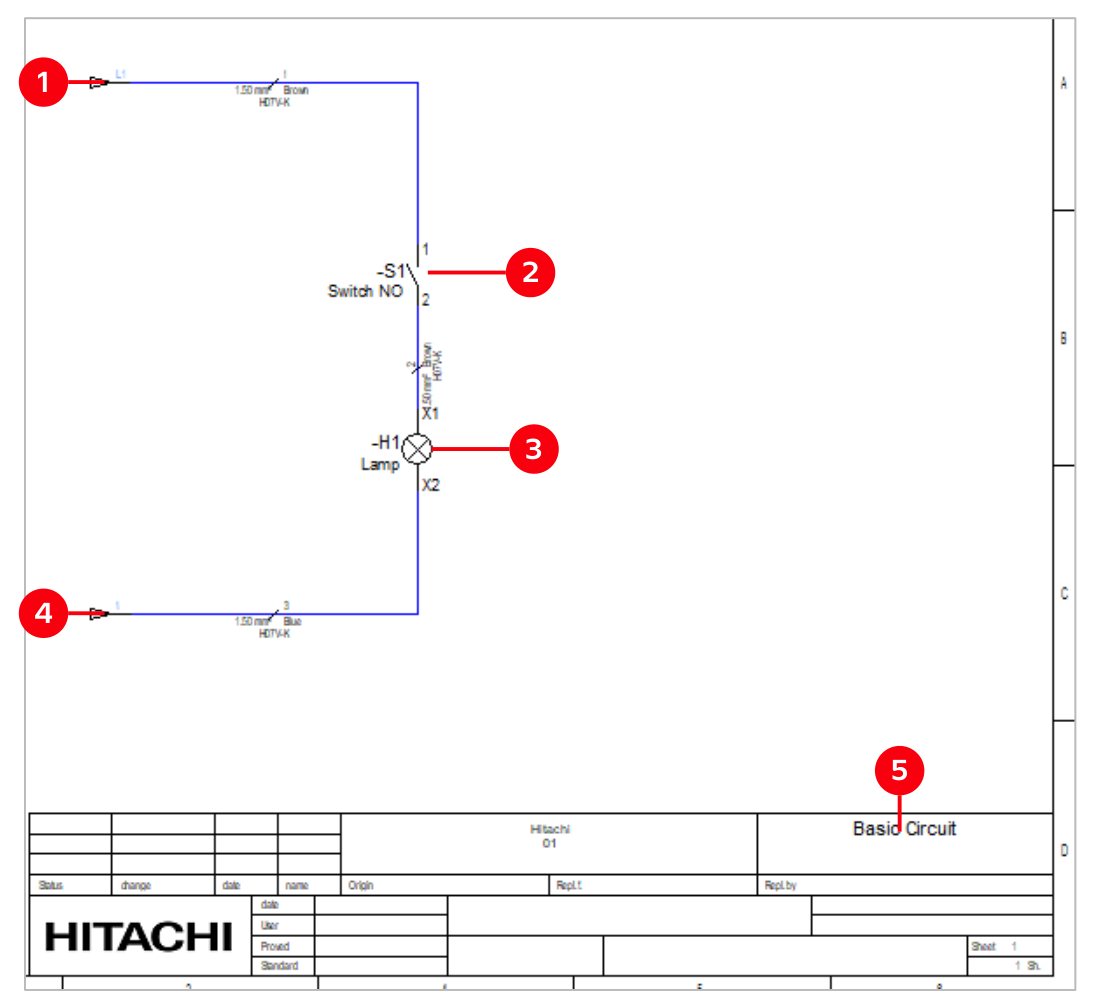 1
L1
1
1.50 mm² Brown
H07V-K
A
1
-S1
2
Switch NO
2
B
2
1.50 mm² Brown
H07V-K
X1
-H1
3
Lamp
X2
C
4
1
3
1.50 mm² Blue
H07V-K
5
Hitachi
01
Basic Circuit
D
Status change date name Origin Repl.f. Repl.by
HITACHI
date
User
Proved
Standard
Sheet 1
1 Sh.